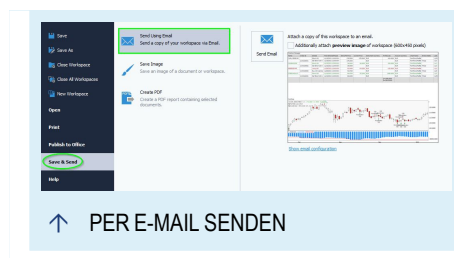 Save
Save As
Close Workspace
Close All Workspaces
New Workspace
Open
Print
Publish to Office
Save & Send
Help
Send Using Email
Send a copy of your workspace via Email.
Save Image
Save an image of a document or workspace.
Create PDF
Create a PDF report containing selected
documents.
Send Email
Attach a copy of this workspace to an email.
Additionally attach preview image of workspace (600x450 pixels)
Show email configuration
PER E-MAIL SENDEN